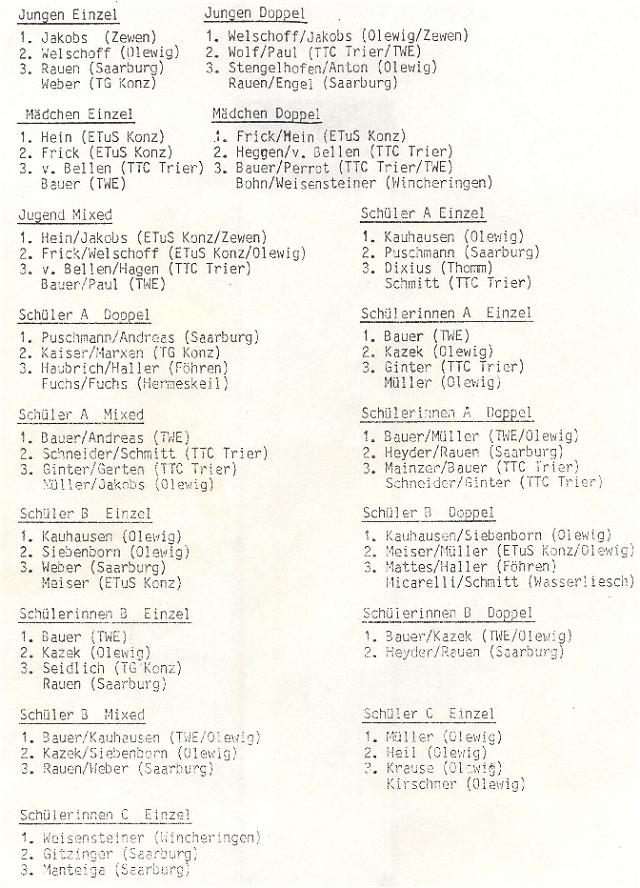 Jungen Einzel
1. Jakobs (Zewen)
2. Welschoff (Olewig)
3. Rauen (Saarburg)
Weber (TG Konz)
Jungen Doppel
1. Welschoff/Jakobs (Olewig/Zewen)
2. Wolf/Paul (TTC Trier/TWE)
3. Stengelhofen/Anton (Olewig)
Rauen/Engel (Saarburg)
Mädchen Einzel
1. Hein (ETuS Konz)
2. Frick (ETuS Konz)
3. v. Bellen (TTC Trier)
Bauer (TWE)
Mädchen Doppel
1. Frick/Hein (ETuS Konz)
2. Heggen/v. Bellen (TTC Trier)
3. Bauer/Perrot (TTC Trier/TWE)
Bohn/Weisensteiner (Wincheringen)
Jugend Mixed
1. Hein/Jakobs (ETuS Konz/Zewen)
2. Frick/Welschoff (ETuS Konz/Olewig)
3. v. Bellen/Hagen (TTC Trier)
Bauer/Paul (TWE)
Schüler A Einzel
1. Kauhausen (Olewig)
2. Puschmann (Saarburg)
3. Dixius (Thomm)
Schmitt (TTC Trier)
Schüler A Doppel
1. Puschmann/Andreas (Saarburg)
2. Kaiser/Marxen (TG Konz)
3. Haubrich/Haller (Föhren)
Fuchs/Fuchs (Hermeskeil)
Schülerinnen A Einzel
1. Bauer (TWE)
2. Kazek (Olewig)
3. Ginter (TTC Trier)
Müller (Olewig)
Schüler A Mixed
1. Bauer/Andreas (TWE)
2. Schneider/Schmitt (TTC Trier)
3. Ginter/Gerten (TTC Trier)
Müller/Jakobs (Olewig)
Schülerinnen A Doppel
1. Bauer/Müller (TWE/Olewig)
2. Heyder/Rauen (Saarburg)
3. Mainzer/Bauer (TTC Trier)
Schneider/Ginter (TTC Trier)
Schüler B Einzel
1. Kauhausen (Olewig)
2. Siebenborn (Olewig)
3. Weber (Saarburg)
Meiser (ETuS Konz)
Schüler B Doppel
1. Kauhausen/Siebenborn (Olewig)
2. Meiser/Müller (ETuS Konz/Olewig)
3. Mattes/Haller (Föhren)
Micarelli/Schmitt (Wasserliesch)
Schülerinnen B Einzel
1. Bauer (TWE)
2. Kazek (Olewig)
3. Seidlich (TG Konz)
Rauen (Saarburg)
Schülerinnen B Doppel
1. Bauer/Kazek (TWE/Olewig)
2. Heyder/Rauen (Saarburg)
Schüler B Mixed
1. Bauer/Kauhausen (TWE/Olewig)
2. Kazek/Siebenborn (Olewig)
3. Rauen/Weber (Saarburg)
Schüler C Einzel
1. Müller (Olewig)
2. Heil (Olewig)
3. Krause (Olewig)
Kirschner (Olewig)
Schülerinnen C Einzel
1. Weisensteiner (Wincheringen)
2. Gitzinger (Saarburg)
3. Manteiga (Saarburg)